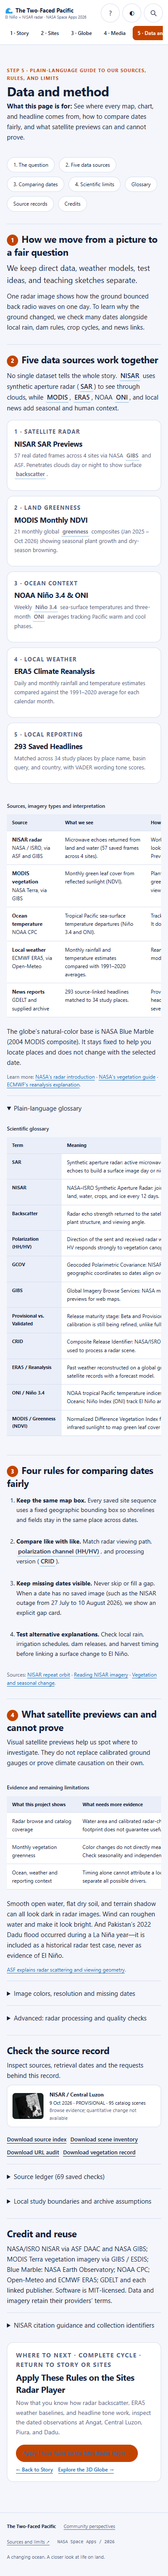 The Two-Faced Pacific
El Niño × NISAR radar · NASA Space Apps 2026
?
1 · Story
2 · Sites
3 · Globe
4 · Media
5 · Data an
STEP 5 · PLAIN-LANGUAGE GUIDE TO OUR SOURCES,
RULES, AND LIMITS
Data and method
What this page is for: See where every map, chart,
and headline comes from, how to compare dates
fairly, and what satellite previews can and cannot
prove.
1. The question
2. Five data sources
3. Comparing dates
4. Scientific limits
Glossary
Source records
Credits
1 How we move from a picture to
a fair question
We keep direct data, weather models, test
ideas, and teaching sketches separate.
One radar image shows how the ground bounced
back radio waves on one day. To learn why the
ground changed, we check many dates alongside
local rain, dam rules, crop cycles, and news links.
2 Five data sources work together
No single dataset tells the whole story. NISAR uses
synthetic aperture radar ( SAR ) to see through
clouds, while MODIS , ERA5 , NOAA ONI , and local
news add seasonal and human context.
1 · SATELLITE RADAR
NISAR SAR Previews
57 real dated frames across 4 sites via NASA GIBS and
ASF. Penetrates clouds day or night to show surface
backscatter .
2 · LAND GREENNESS
MODIS Monthly NDVI
21 monthly global greenness composites (Jan 2025 –
Oct 2026) showing seasonal plant growth and dry-
season browning.
3 · OCEAN CONTEXT
NOAA Niño 3.4 & ONI
Weekly Niño 3.4 sea-surface temperatures and three-
month ONI averages tracking Pacific warm and cool
phases.
4 · LOCAL WEATHER
ERA5 Climate Reanalysis
Daily and monthly rainfall and temperature estimates
compared against the 1991–2020 average for each
calendar month.
5 · LOCAL REPORTING
293 Saved Headlines
Matched across 34 study places by place name, basin
query, and country, with VADER wording tone scores.
Sources, imagery types and interpretation
Source
What we see
How
NISAR radar
NASA / ISRO, via
ASF and GIBS
Microwave echoes returned from
land and water (57 saved frames
across 4 sites).
MODIS
vegetation
NASA Terra, via
GIBS
Monthly green leaf cover from
reflected sunlight (NDVI).
Ocean
temperature
NOAA CPC
Tropical Pacific sea-surface
temperature departures (Niño
3.4 and ONI).
Local weather
ECMWF ERA5, via
Open-Meteo
Monthly rainfall and
temperature estimates
compared with 1991–2020
averages.
News reports
GDELT and
supplied archive
293 source-linked headlines
matched to 34 study places.
The globe's natural-color base is NASA Blue Marble
(2004 MODIS composite). It stays fixed to help you
locate places and does not change with the selected
date.
Learn more: NASA's radar introduction · NASA's vegetation guide ·
ECMWF's reanalysis explanation.
▼ Plain-language glossary
Scientific glossary
Term
Meaning
SAR
Synthetic aperture radar: active microwav
echoes to build a surface image day or ni
NISAR
NASA–ISRO Synthetic Aperture Radar: joi
land, water, crops, and ice every 12 days.
Backscatter
Radar echo strength returned to the satell
plant structure, and viewing angle.
Polarization
(HH/HV)
Direction of the sent and received radar w
HV responds strongly to vegetation canop
GCOV
Geocoded Polarimetric Covariance: NISAR
geographic coordinates so dates align ov
GIBS
Global Imagery Browse Services: NASA m
previews for web maps.
Provisional vs.
Validated
Release maturity stage: Beta and Provisio
calibration is still being refined, unlike full
CRID
Composite Release Identifier: NASA/ISRO
used to process a radar scene.
ERA5 / Reanalysis
Past weather reconstructed on a global g
records with a forecast model.
ONI / Niño 3.4
NOAA tropical Pacific temperature indices
Oceanic Niño Index (ONI) track El Niño an
MODIS / Greenness
(NDVI)
Normalized Difference Vegetation Index f
infrared sunlight to map green leaf cover
3 Four rules for comparing dates
fairly
1. Keep the same map box. Every saved site sequence
uses a fixed geographic bounding box so shorelines
and fields stay in the same place across dates.
2. Compare like with like. Match radar viewing path,
polarization channel (HH/HV) , and processing
version ( CRID ).
3. Keep missing dates visible. Never skip or fill a gap.
When a date has no saved image (such as the NISAR
outage from 27 July to 10 August 2026), we show an
explicit gap card.
4. Test alternative explanations. Check local rain,
irrigation schedules, dam releases, and harvest timing
before linking a surface change to El Niño.
Sources: NISAR repeat orbit · Reading NISAR imagery · Vegetation
and seasonal change.
4 What satellite previews can and
cannot prove
Visual satellite previews help us spot where to
investigate. They do not replace calibrated ground
gauges or prove climate causation on their own.
Evidence and remaining limitations
What this project shows
What needs more evidence
Radar browse and catalog
coverage
Water area and calibrated radar-ch
footprint does not guarantee usef
Monthly vegetation
greenness
Color changes do not directly mea
Check seasonality and independen
Ocean, weather and
reporting context
Timing alone cannot attribute a loc
separate all possible drivers.
Smooth open water, flat dry soil, and terrain shadow
can all look dark in radar images. Wind can roughen
water and make it look bright. And Pakistan's 2022
Dadu flood occurred during a La Niña year—it is
included as a historical radar test case, never as
evidence of El Niño.
ASF explains radar scattering and viewing geometry.
▶ Image colors, resolution and missing dates
▶ Advanced: radar processing and quality checks
Check the source record
Inspect sources, retrieval dates and the requests
behind this record.
NISAR / Central Luzon
9 Oct 2026 · PROVISIONAL · 95 catalog scenes
Browse evidence; quantitative change not
available
Download source index
Download scene inventory
Download URL audit
Download vegetation record
▶ Source ledger (69 saved checks)
▶ Local study boundaries and archive assumptions
Credit and reuse
NASA/ISRO NISAR via ASF DAAC and NASA GIBS;
MODIS Terra vegetation imagery via GIBS / ESDIS;
Blue Marble: NASA Earth Observatory; NOAA CPC;
Open-Meteo and ECMWF ERA5; GDELT and each
linked publisher. Software is MIT-licensed. Data and
imagery retain their providers' terms.
▶ NISAR citation guidance and collection identifiers
WHERE TO NEXT · COMPLETE CYCLE ·
RETURN TO STORY OR SITES
Apply These Rules on the Sites
Radar Player
Now that you know how radar backscatter, ERA5
weather baselines, and headline tone work, inspect
the dated observations at Angat, Central Luzon,
Piura, and Dadu.
← Back to Story
Explore the 3D Globe →
The Two-Faced Pacific
Community perspectives
Sources and limits ↗
NASA Space Apps / 2026
A changing ocean. A closer look at life on land.